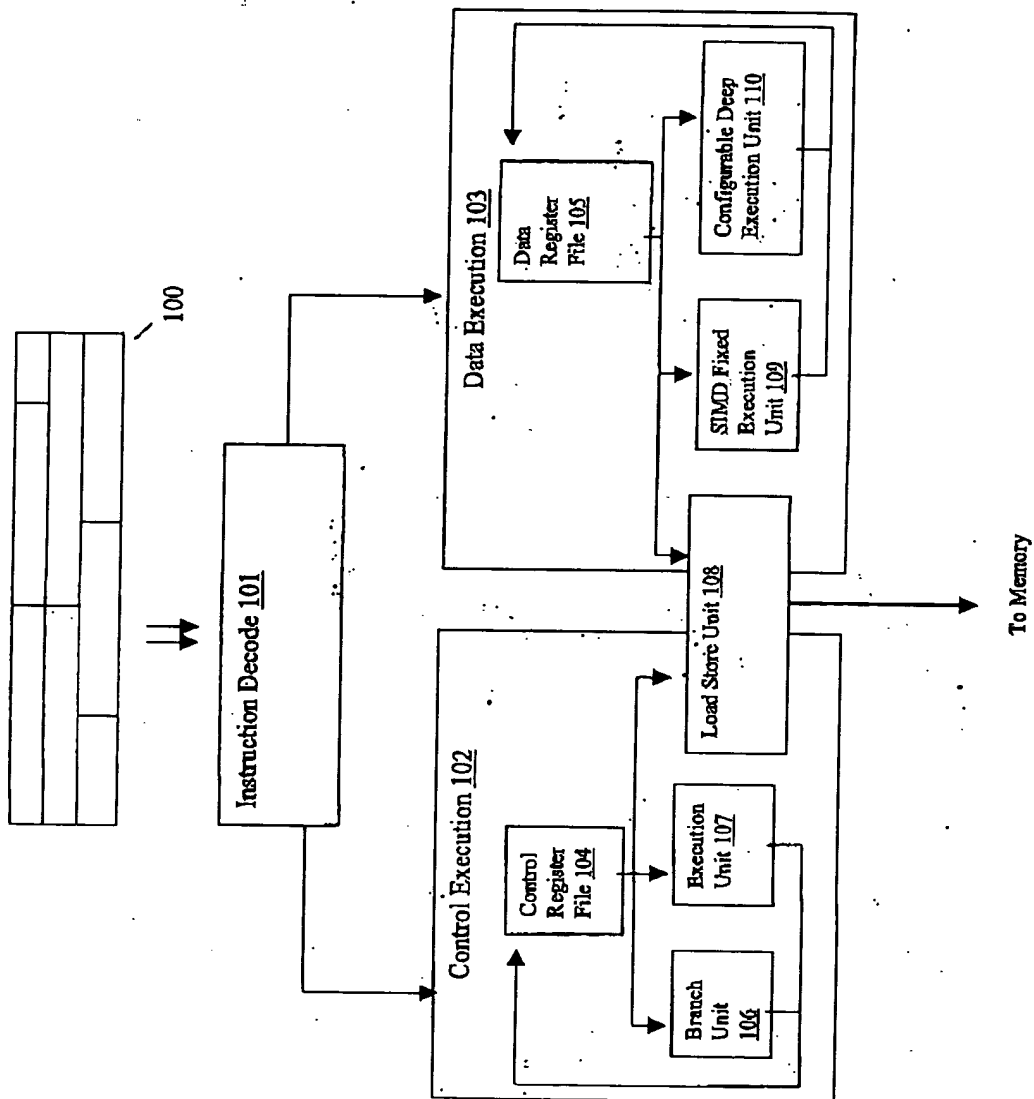 100
Instruction Decode 101
Control Execution 102
Control
Register
File 104
Branch
Unit
106
Execution
Unit 107
Load Store Unit 108
Data Execution 103
Data
Register
File 105
SIMD Fixed
Execution
Unit 109
Configurable Deep
Execution Unit 110
To Memory